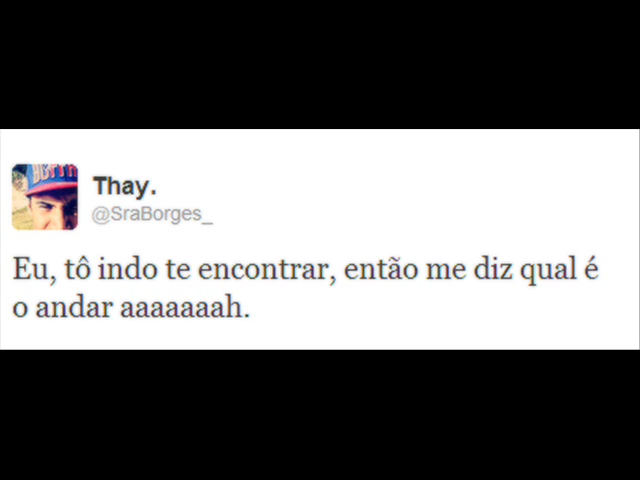 Thay.
@SraBorges_
Eu, tô indo te encontrar, então me diz qual é
o andar aaaaaaah.